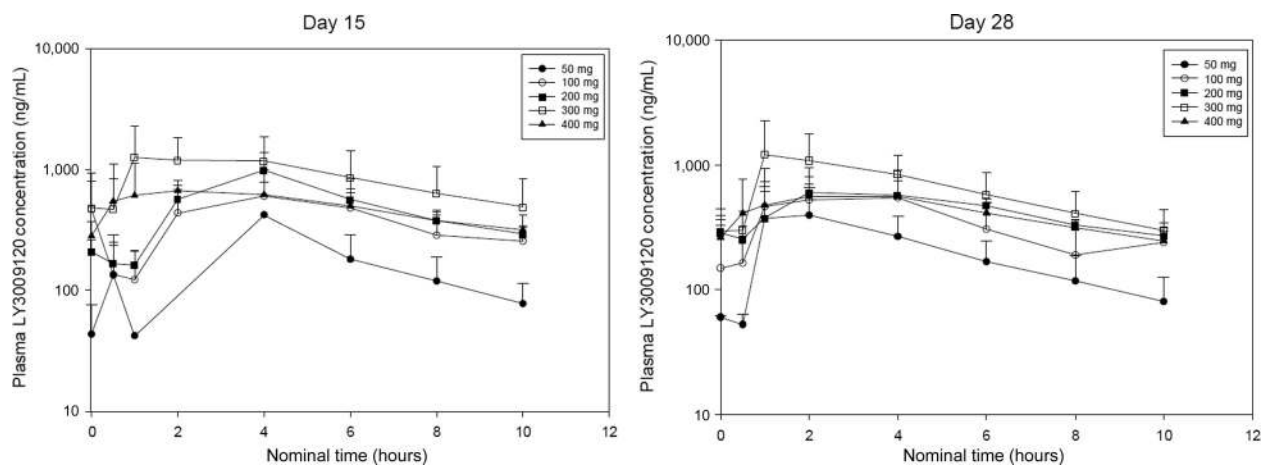 Day 15
Plasma LY3009120 concentration (ng/mL)
10,000
1,000
100
10
50 mg
100 mg
200 mg
300 mg
400 mg
0 2 4 6 8 10 12
Nominal time (hours)
Day 28
Plasma LY3009120 concentration (ng/mL)
10,000
1,000
100
10
50 mg
100 mg
200 mg
300 mg
400 mg
0 2 4 6 8 10 12
Nominal time (hours)